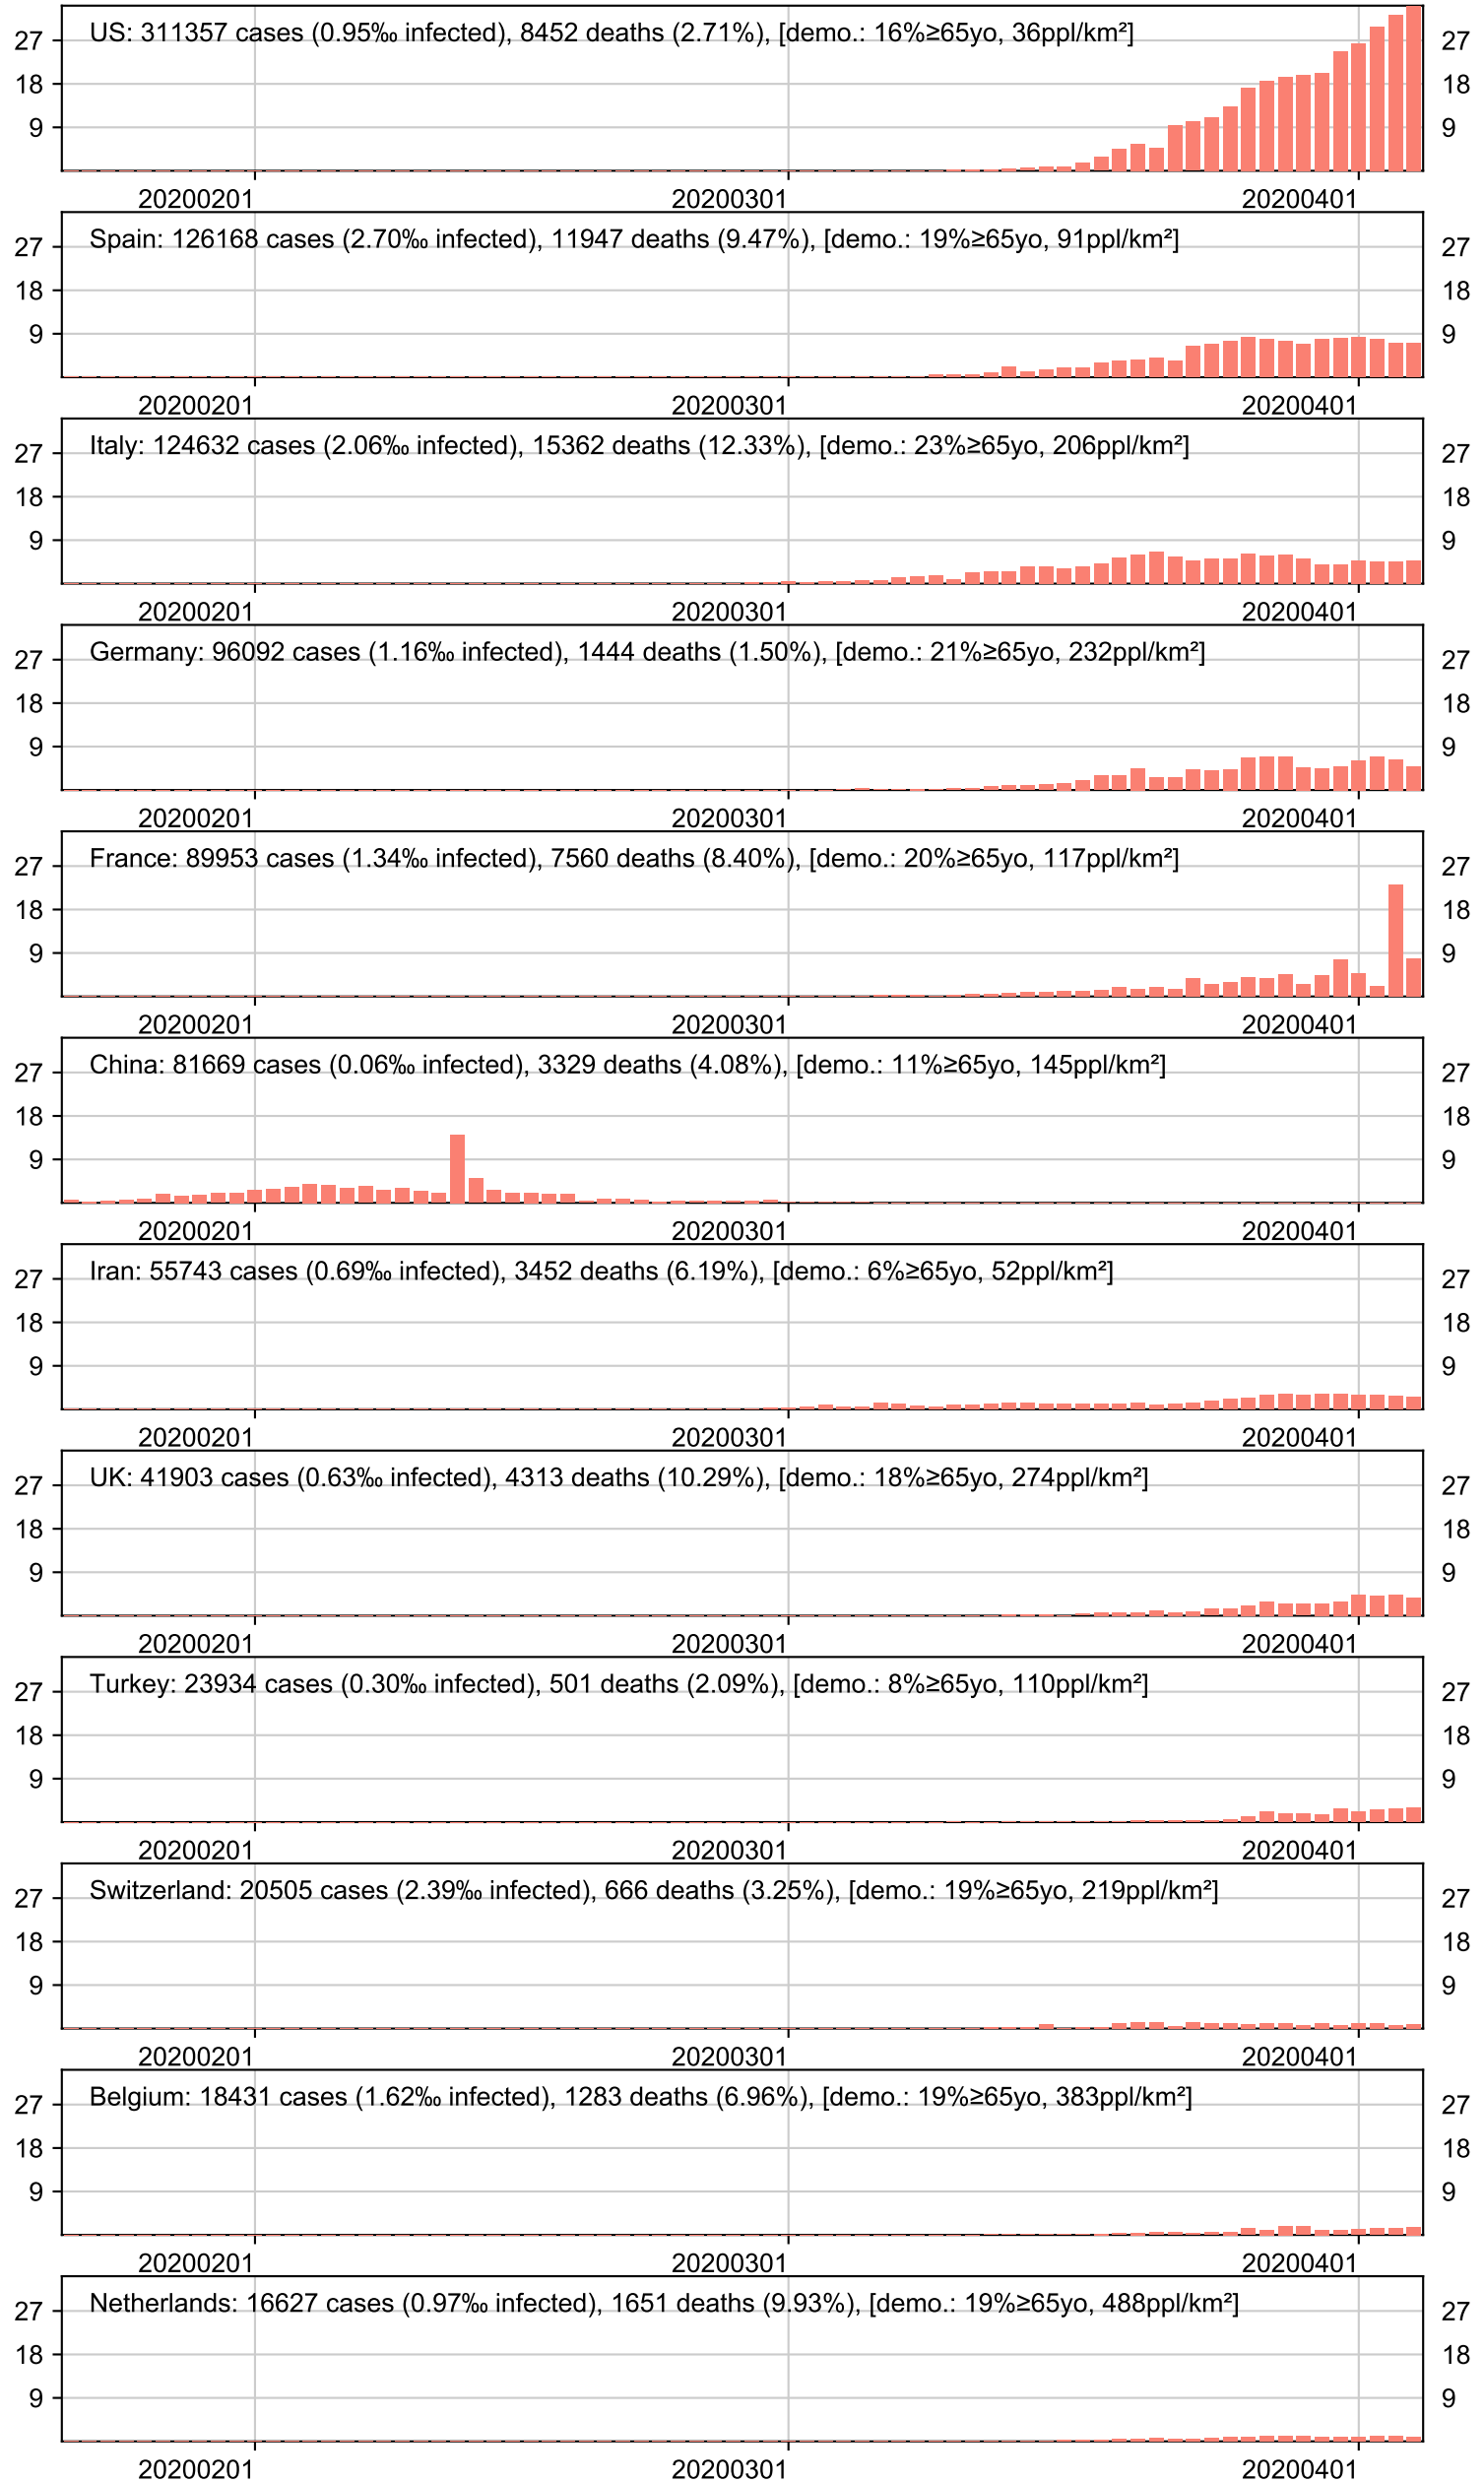 US: 311357 cases (0.95‰ infected), 8452 deaths (2.71%), [demo.: 16%≥65yo, 36ppl/km²]
27 27
18 18
9 9
20200201 20200301 20200401
Spain: 126168 cases (2.70‰ infected), 11947 deaths (9.47%), [demo.: 19%≥65yo, 91ppl/km²]
27 27
18 18
9 9
20200201 20200301 20200401
Italy: 124632 cases (2.06‰ infected), 15362 deaths (12.33%), [demo.: 23%≥65yo, 206ppl/km²]
27 27
18 18
9 9
20200201 20200301 20200401
Germany: 96092 cases (1.16‰ infected), 1444 deaths (1.50%), [demo.: 21%≥65yo, 232ppl/km²]
27 27
18 18
9 9
20200201 20200301 20200401
France: 89953 cases (1.34‰ infected), 7560 deaths (8.40%), [demo.: 20%≥65yo, 117ppl/km²]
27 27
18 18
9 9
20200201 20200301 20200401
China: 81669 cases (0.06‰ infected), 3329 deaths (4.08%), [demo.: 11%≥65yo, 145ppl/km²]
27 27
18 18
9 9
20200201 20200301 20200401
Iran: 55743 cases (0.69‰ infected), 3452 deaths (6.19%), [demo.: 6%≥65yo, 52ppl/km²]
27 27
18 18
9 9
20200201 20200301 20200401
UK: 41903 cases (0.63‰ infected), 4313 deaths (10.29%), [demo.: 18%≥65yo, 274ppl/km²]
27 27
18 18
9 9
20200201 20200301 20200401
Turkey: 23934 cases (0.30‰ infected), 501 deaths (2.09%), [demo.: 8%≥65yo, 110ppl/km²]
27 27
18 18
9 9
20200201 20200301 20200401
Switzerland: 20505 cases (2.39‰ infected), 666 deaths (3.25%), [demo.: 19%≥65yo, 219ppl/km²]
27 27
18 18
9 9
20200201 20200301 20200401
Belgium: 18431 cases (1.62‰ infected), 1283 deaths (6.96%), [demo.: 19%≥65yo, 383ppl/km²]
27 27
18 18
9 9
20200201 20200301 20200401
Netherlands: 16627 cases (0.97‰ infected), 1651 deaths (9.93%), [demo.: 19%≥65yo, 488ppl/km²]
27 27
18 18
9 9
20200201 20200301 20200401